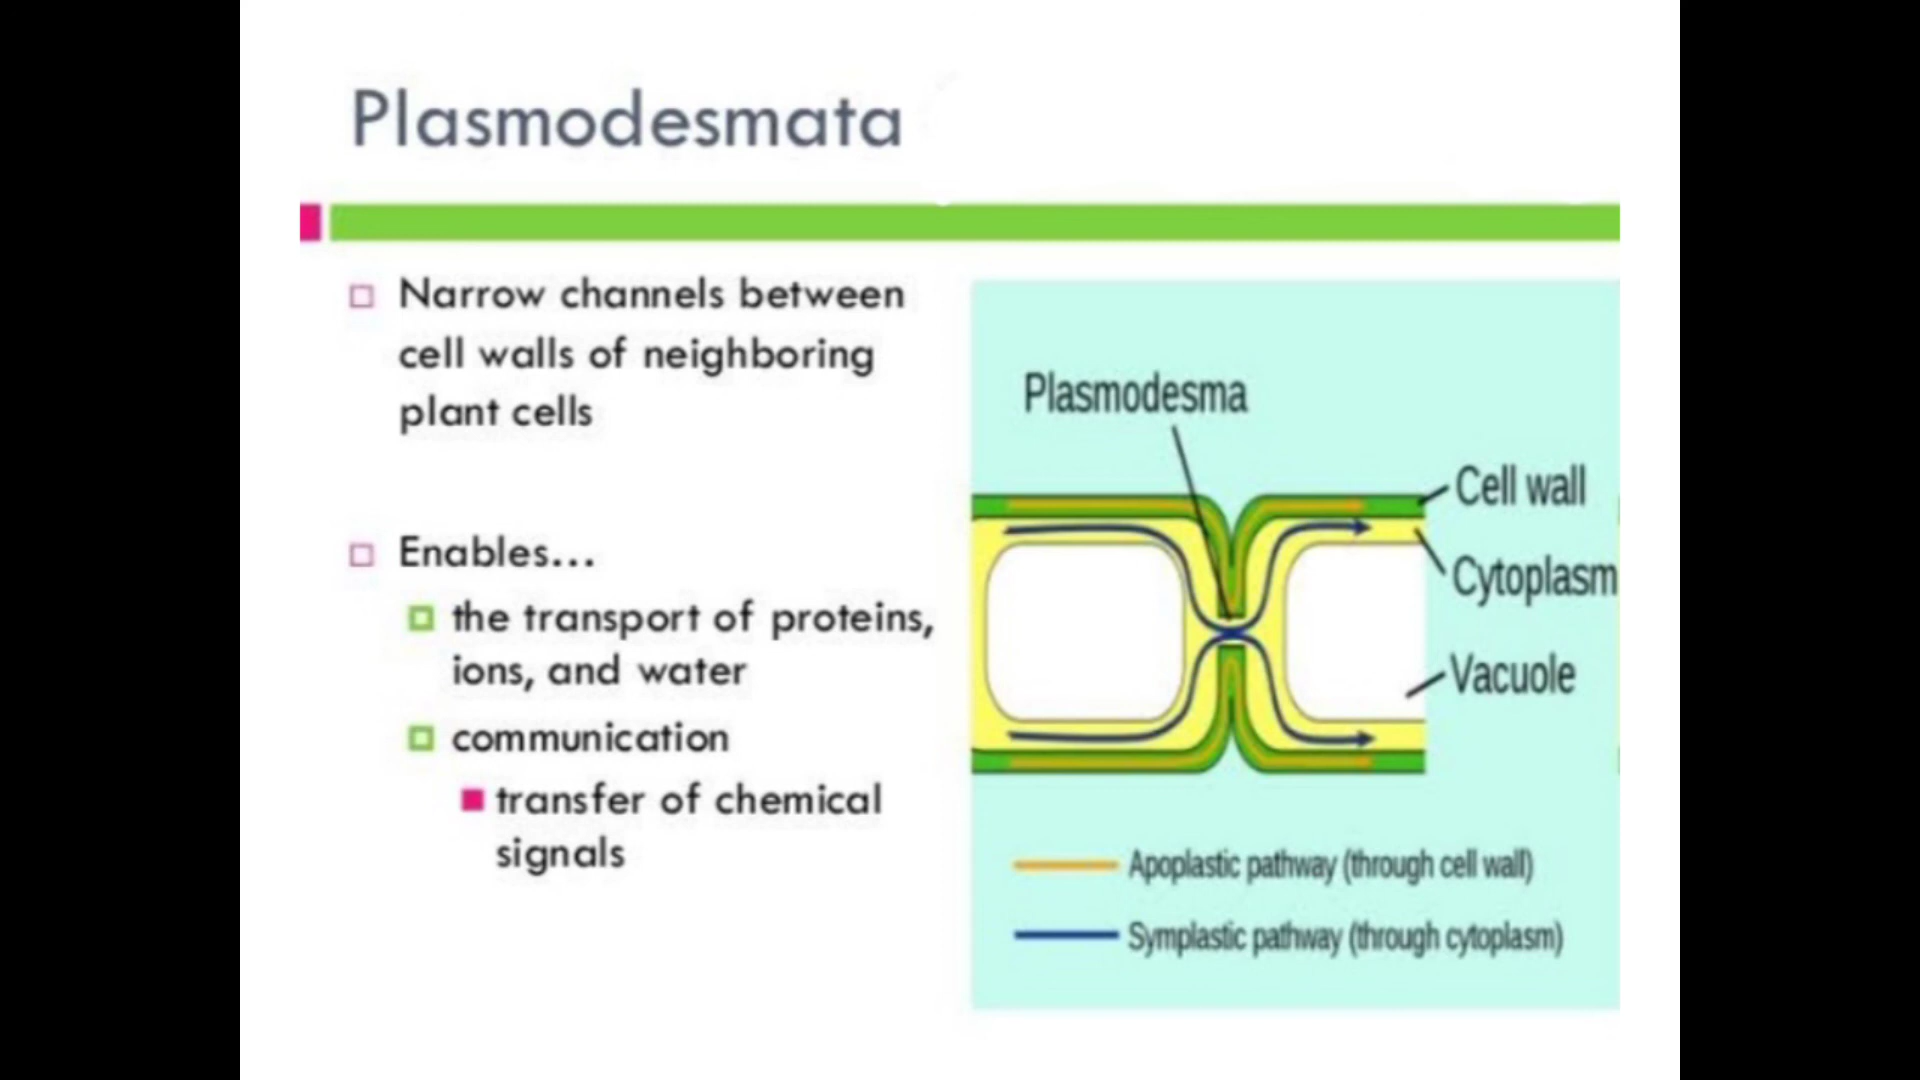 Plasmodesmata
Narrow channels between
cell walls of neighboring
plant cells
Enables...
the transport of proteins,
ions, and water
communication
transfer of chemical
signals
Plasmodesma
Cell wall
Cytoplasm
Vacuole
Apoplastic pathway (through cell wall)
Symplastic pathway (through cytoplasm)